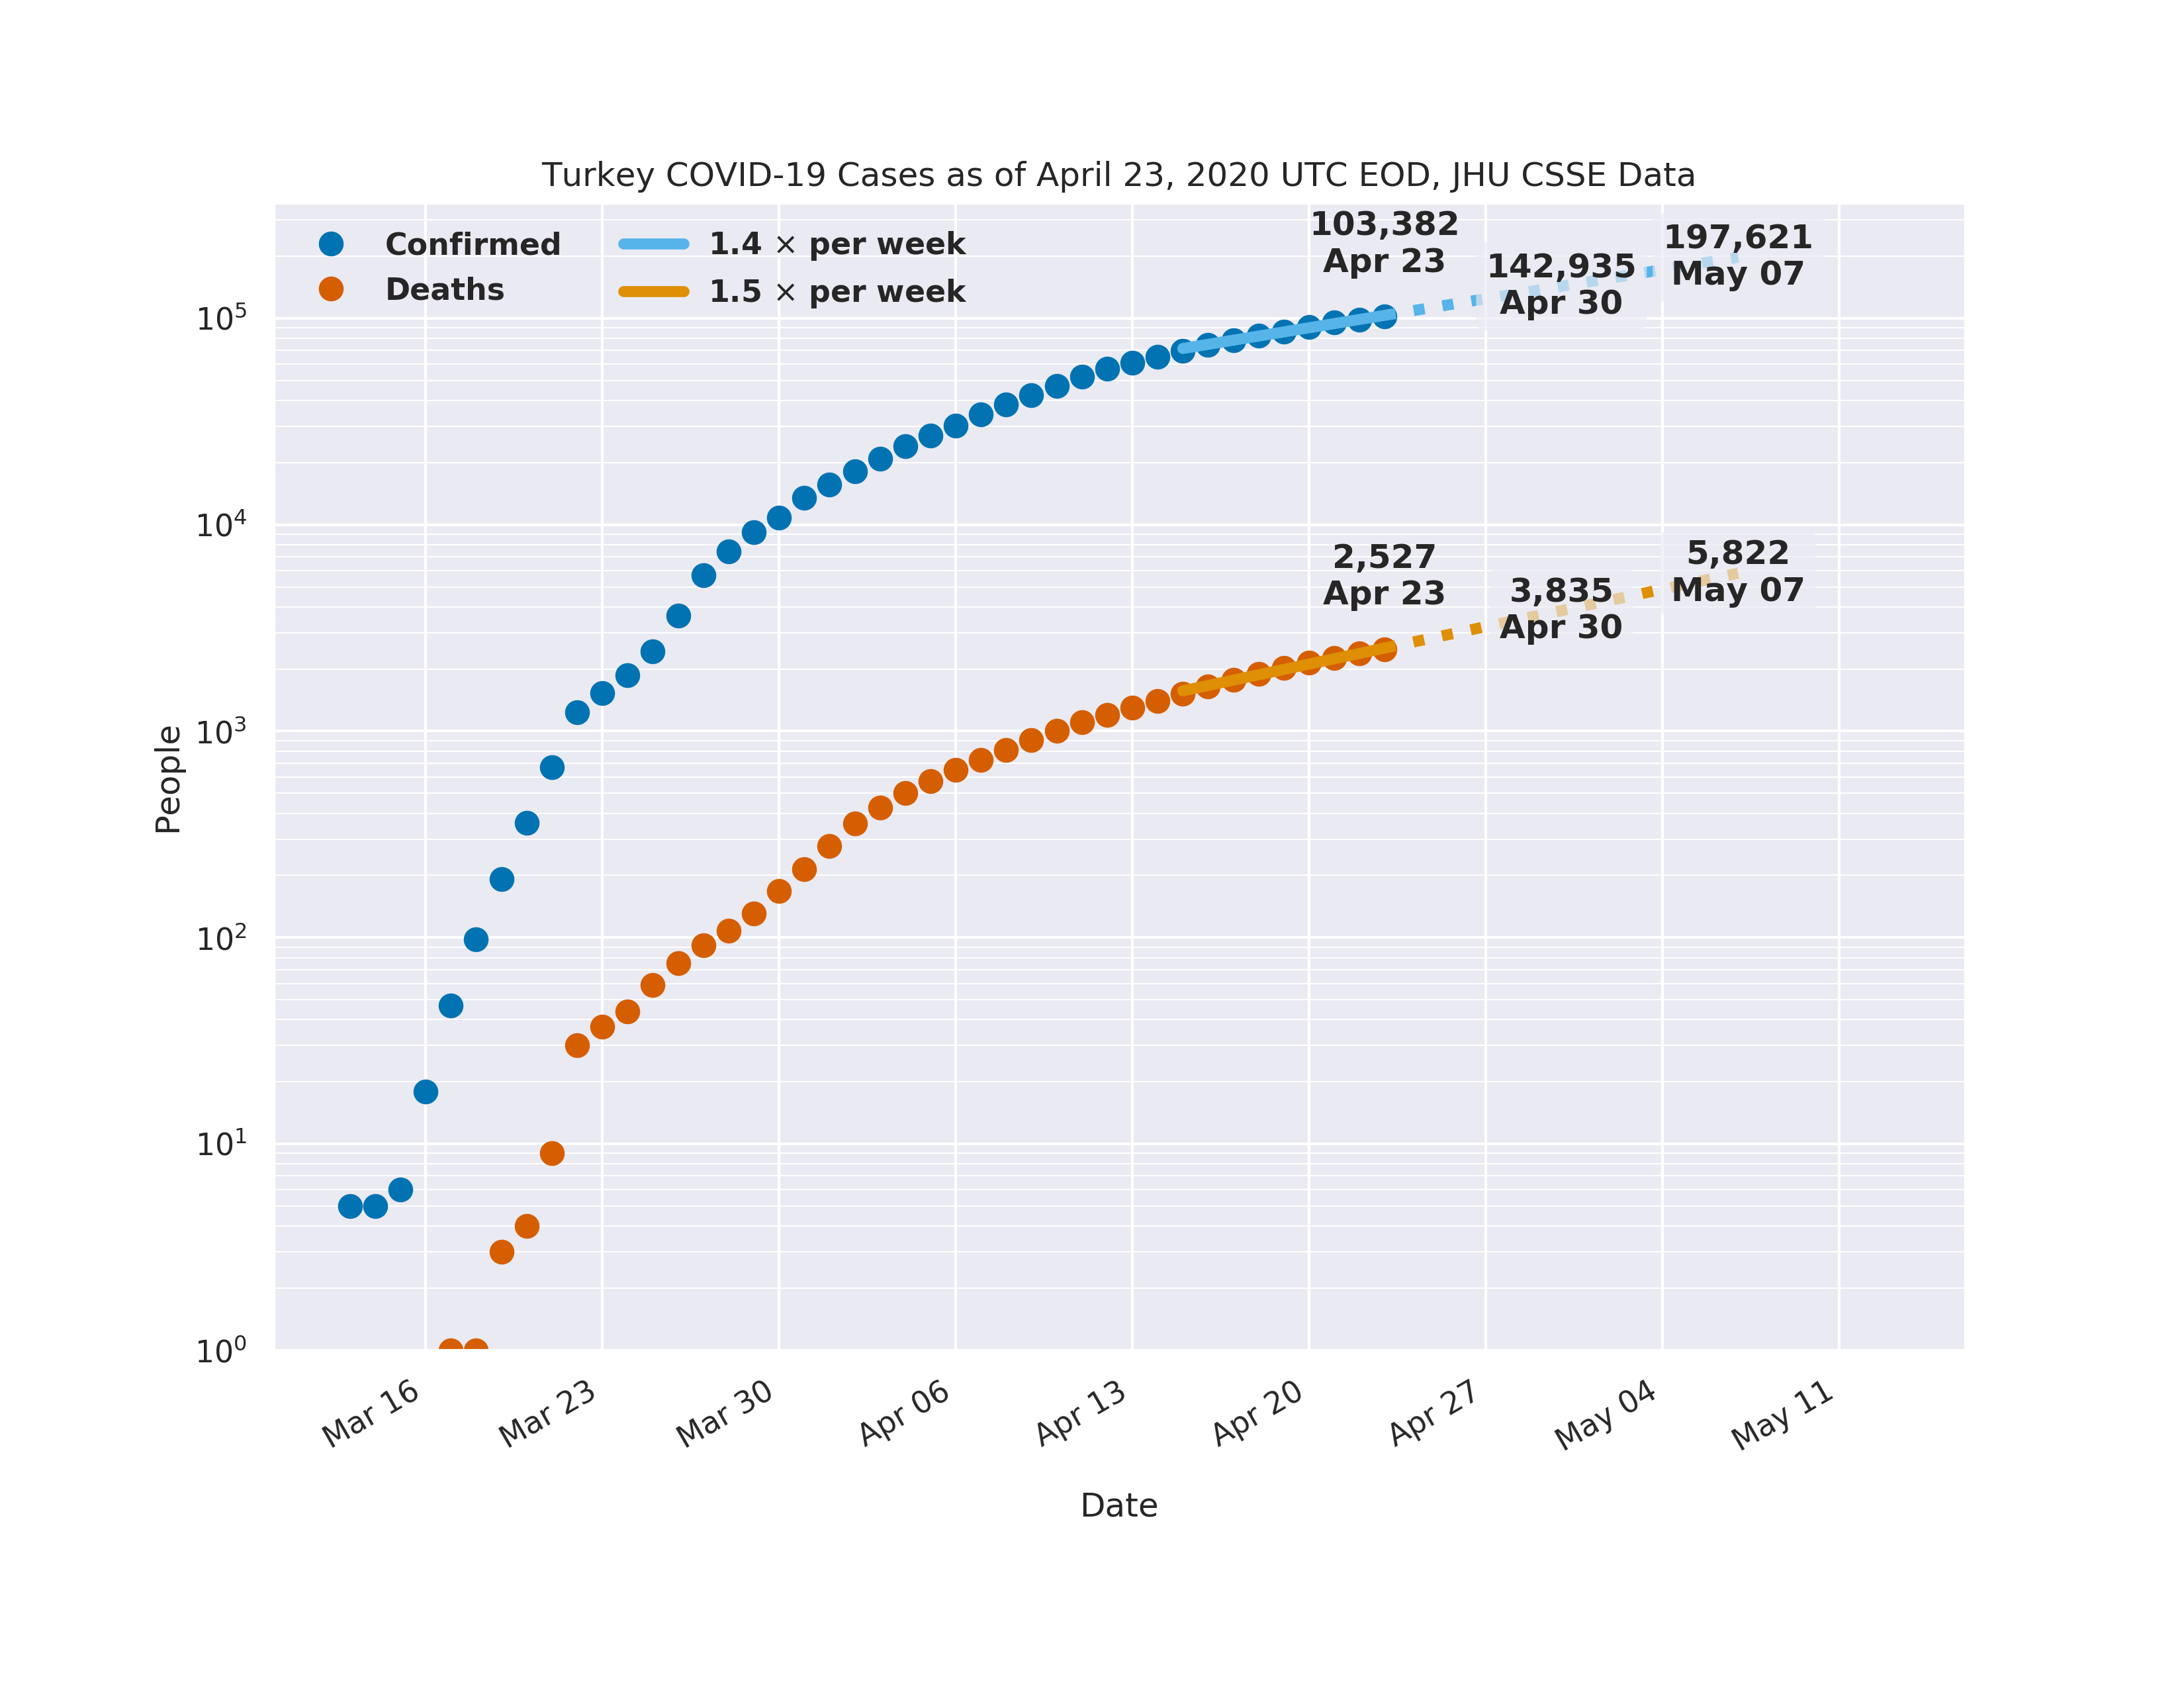 Turkey COVID-19 Cases as of April 23, 2020 UTC EOD, JHU CSSE Data
Confirmed
Deaths
1.4 × per week
1.5 × per week
103,382
Apr 23
142,935
Apr 30
197,621
May 07
2,527
Apr 23
3,835
Apr 30
5,822
May 07
People
10⁵
10⁴
10³
10²
10¹
10⁰
Mar 16
Mar 23
Mar 30
Apr 06
Apr 13
Apr 20
Apr 27
May 04
May 11
Date